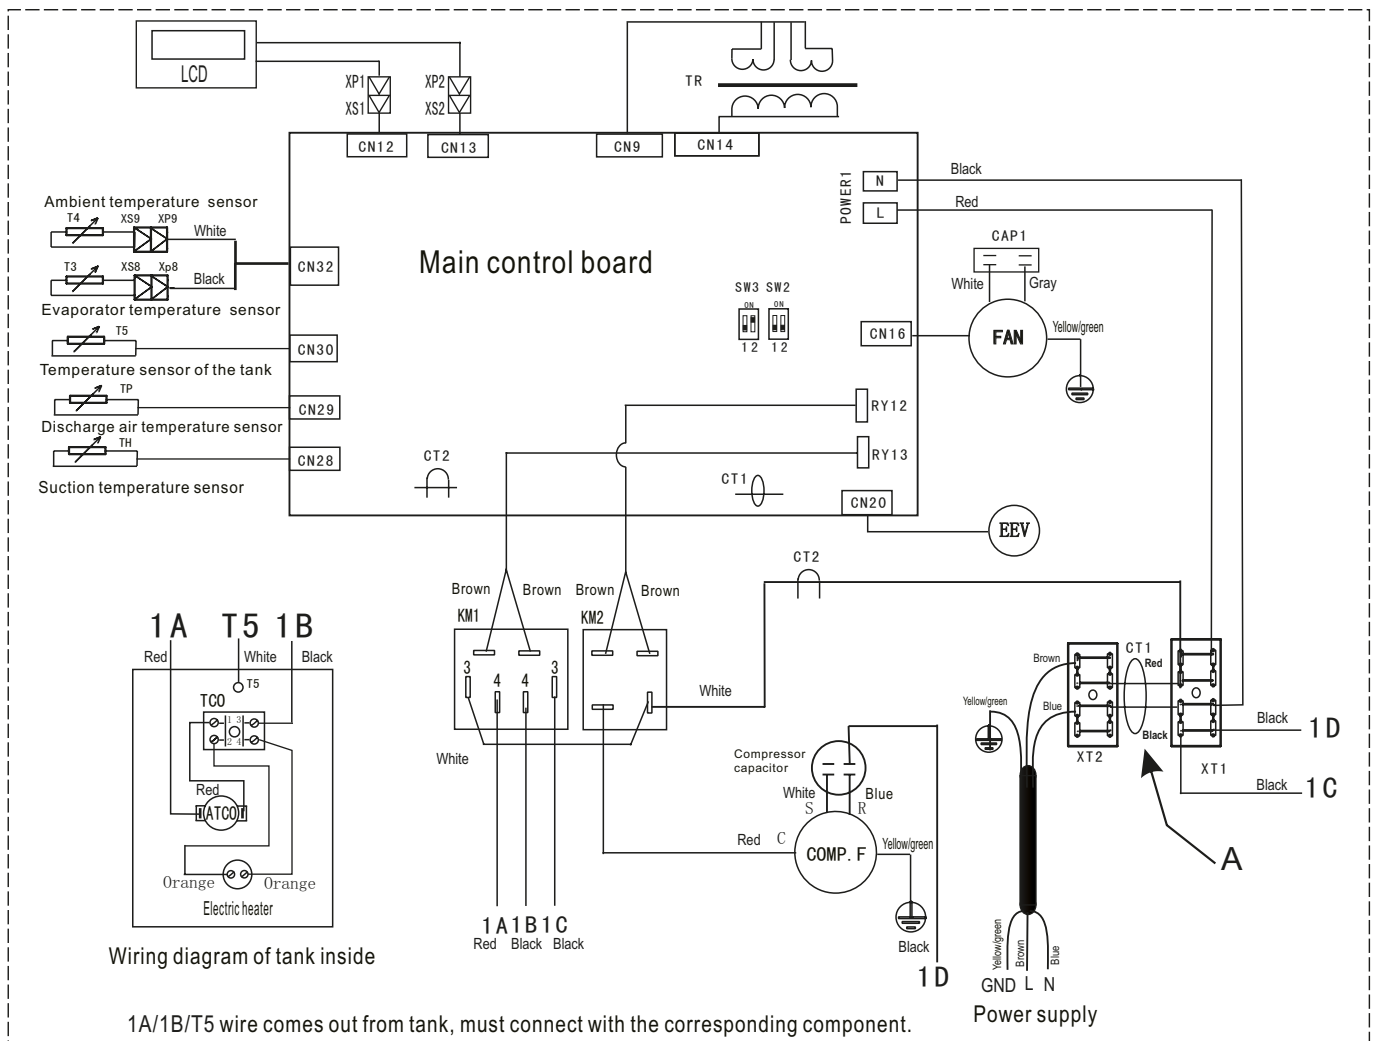 LCD
XP1
XS1
XP2
XS2
TR
CN12
CN13
CN9
CN14
POWER1
N
L
Black
Red
Ambient temperature sensor
T4
XS9
XP9
White
T3
XS8
Xp8
Black
Evaporator temperature sensor
CN32
T5
Temperature sensor of the tank
CN30
TP
Discharge air temperature sensor
CN29
TH
Suction temperature sensor
CN28
Main control board
SW3 SW2
ON
ON
1 2
1 2
CAP1
White
Gray
CN16
FAN
Yellow/green
RY12
RY13
CT2
CT1
CN20
EEV
CT2
Brown
Brown
Brown
Brown
KM1
KM2
3
4
4
3
White
White
1A T5 1B
Red
White
Black
T5
TCO
1 3
2 4
Red
ATCO
Orange
Orange
Electric heater
Wiring diagram of tank inside
1A 1B 1C
Red
Black
Black
Compressor
capacitor
White
Blue
S
R
Red
C
COMP. F
Yellow/green
Black
1D
Brown
Blue
Yellow/green
CT1
Red
Black
XT2
XT1
Black
1D
Black
1C
A
Yellow/green
Brown
Blue
GND L N
Power supply
1A/1B/T5 wire comes out from tank, must connect with the corresponding component.